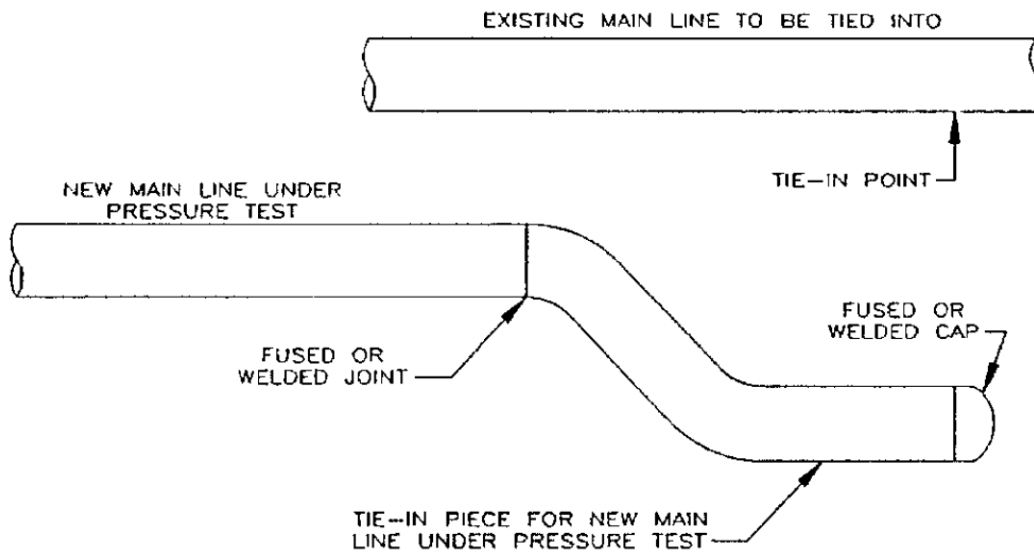 EXISTING MAIN LINE TO BE TIED INTO
TIE-IN POINT
NEW MAIN LINE UNDER
PRESSURE TEST
FUSED OR
WELDED JOINT
FUSED OR
WELDED CAP
TIE-IN PIECE FOR NEW MAIN
LINE UNDER PRESSURE TEST